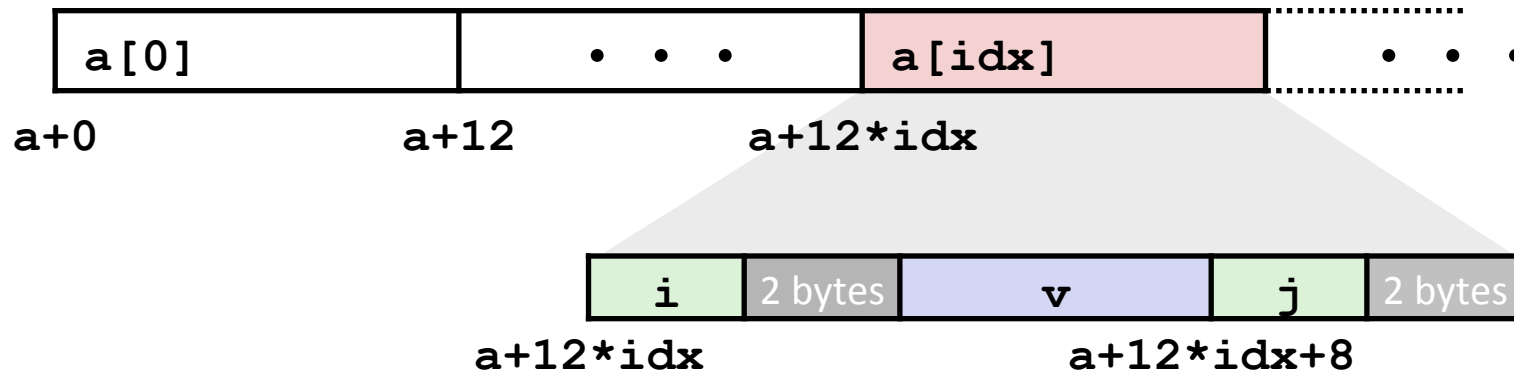 a[0] • • • a[idx] • • •
a+0 a+12 a+12*idx
i 2 bytes v j 2 bytes
a+12*idx a+12*idx+8